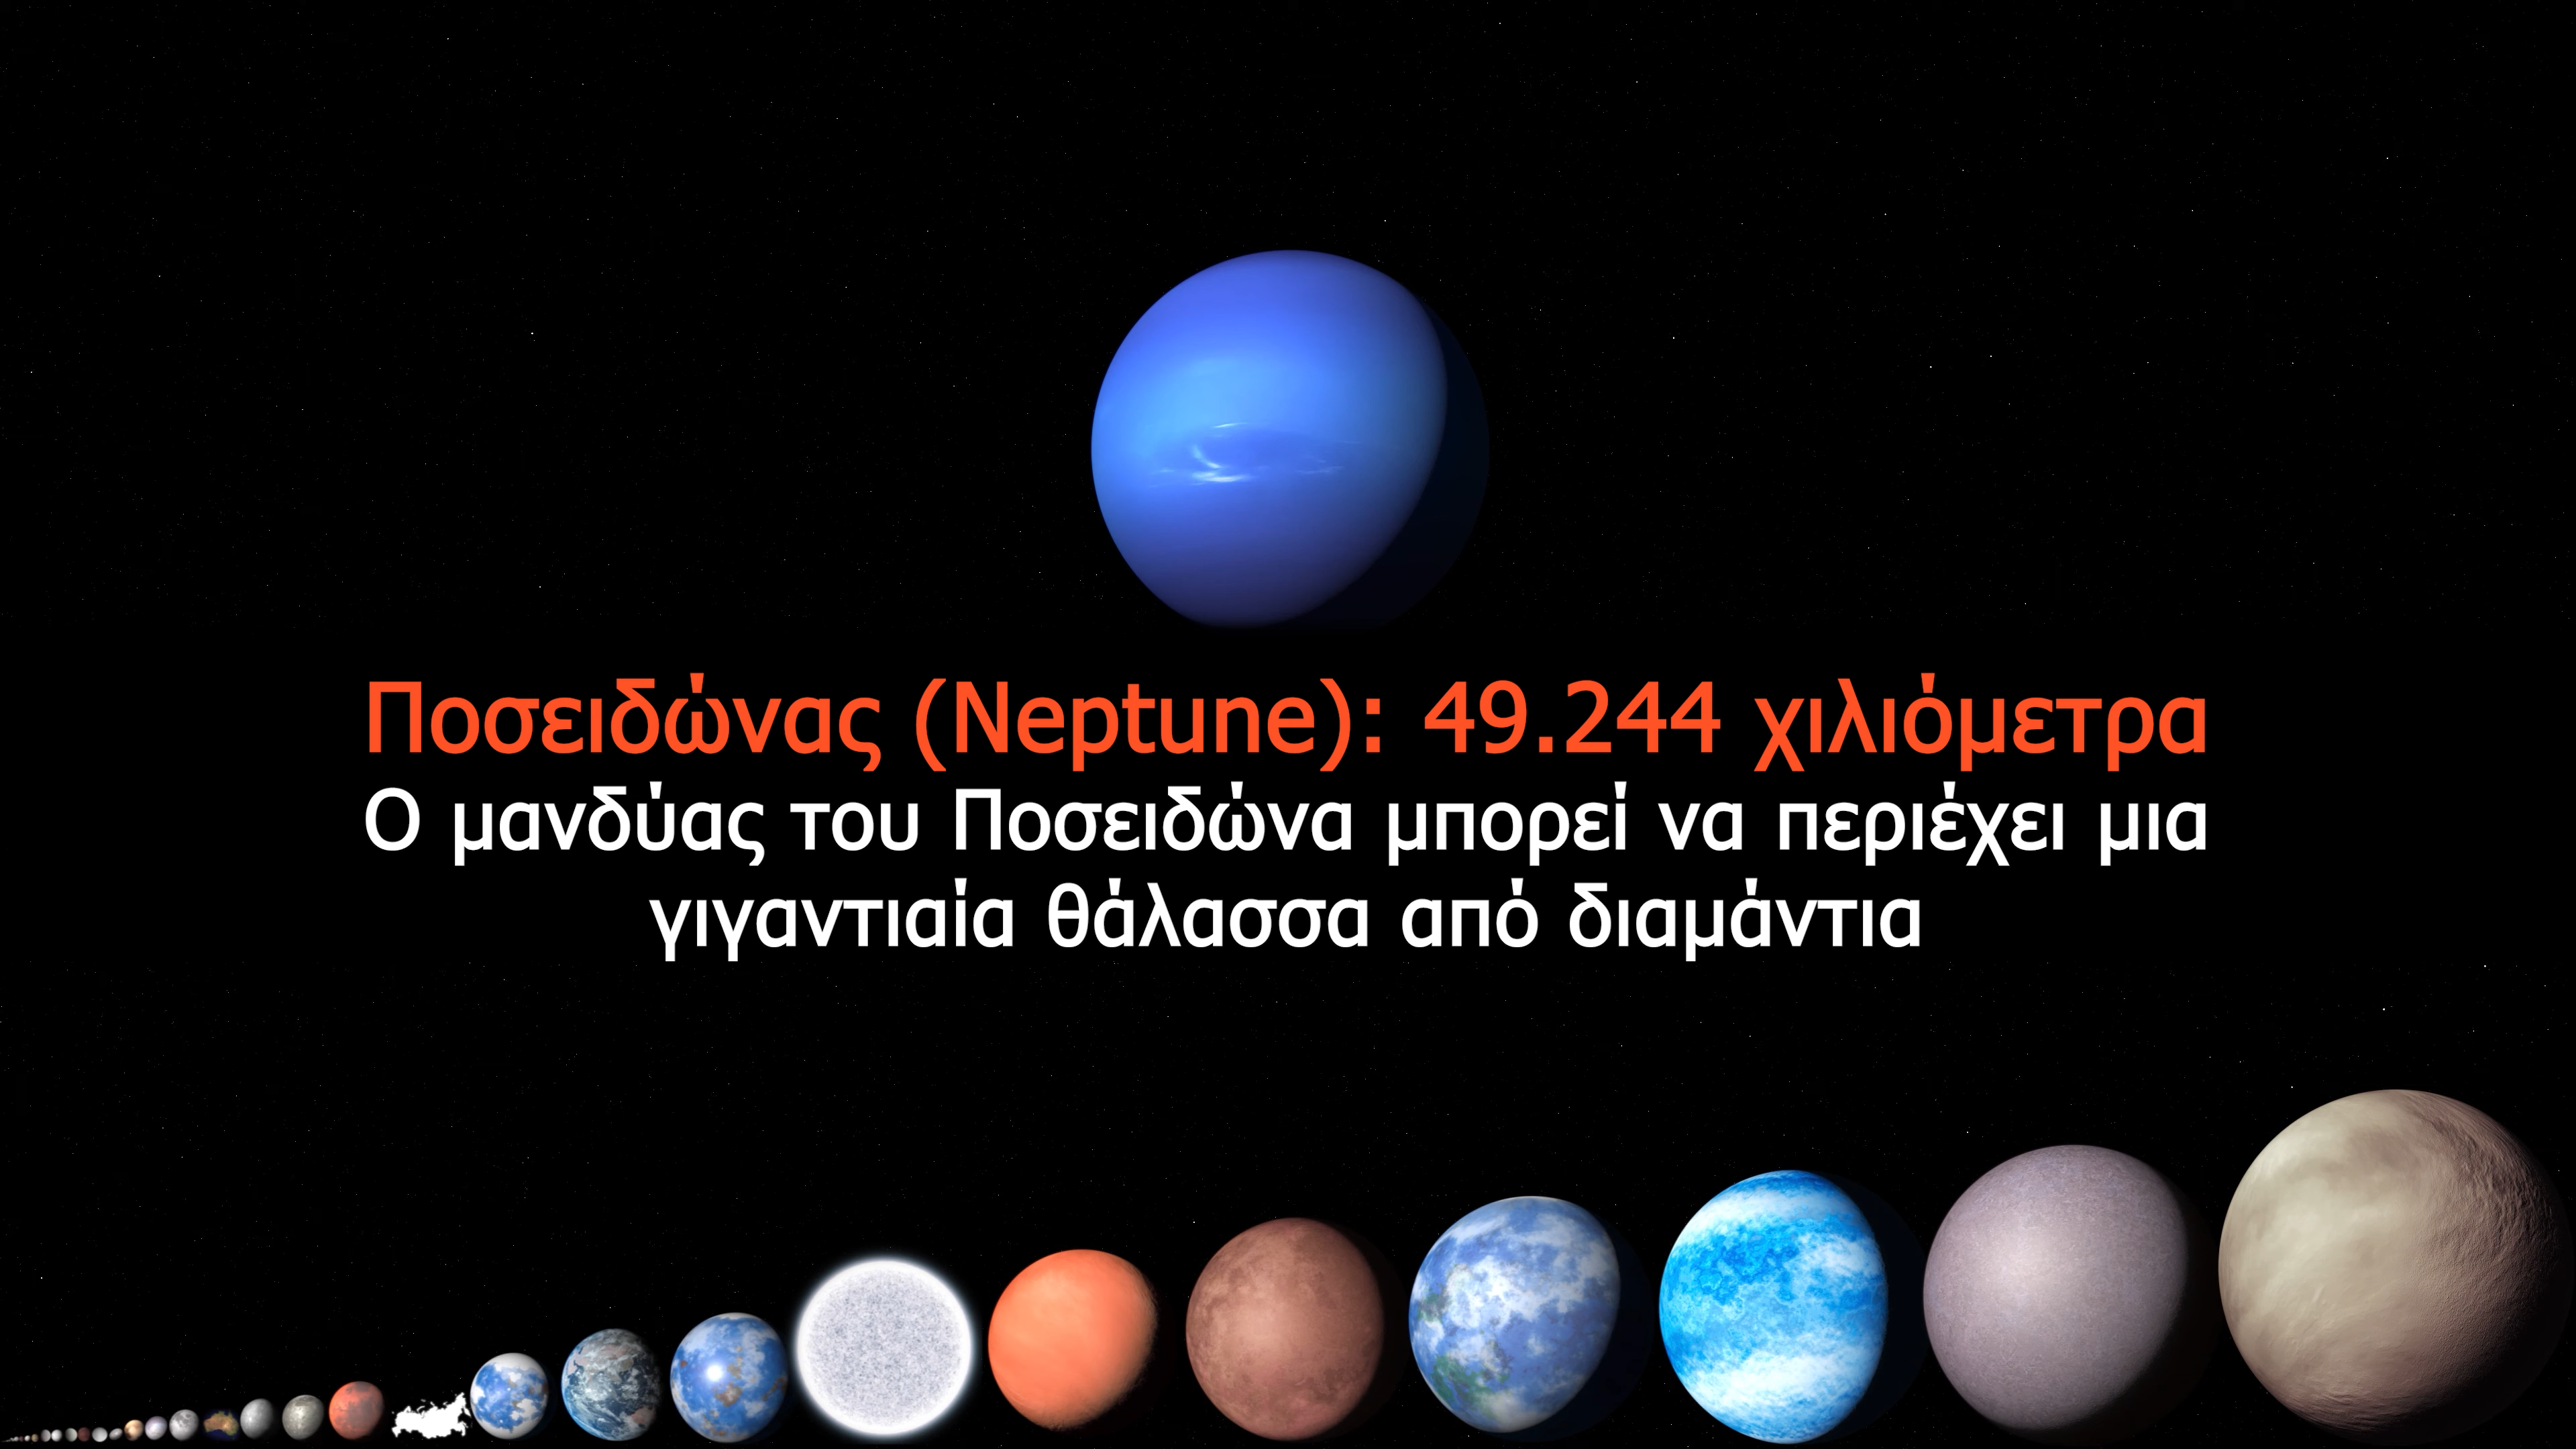 Ποσειδώνας (Neptune): 49.244 χιλιόμετρα
Ο μανδύας του Ποσειδώνα μπορεί να περιέχει μια
γιγαντιαία θάλασσα από διαμάντια